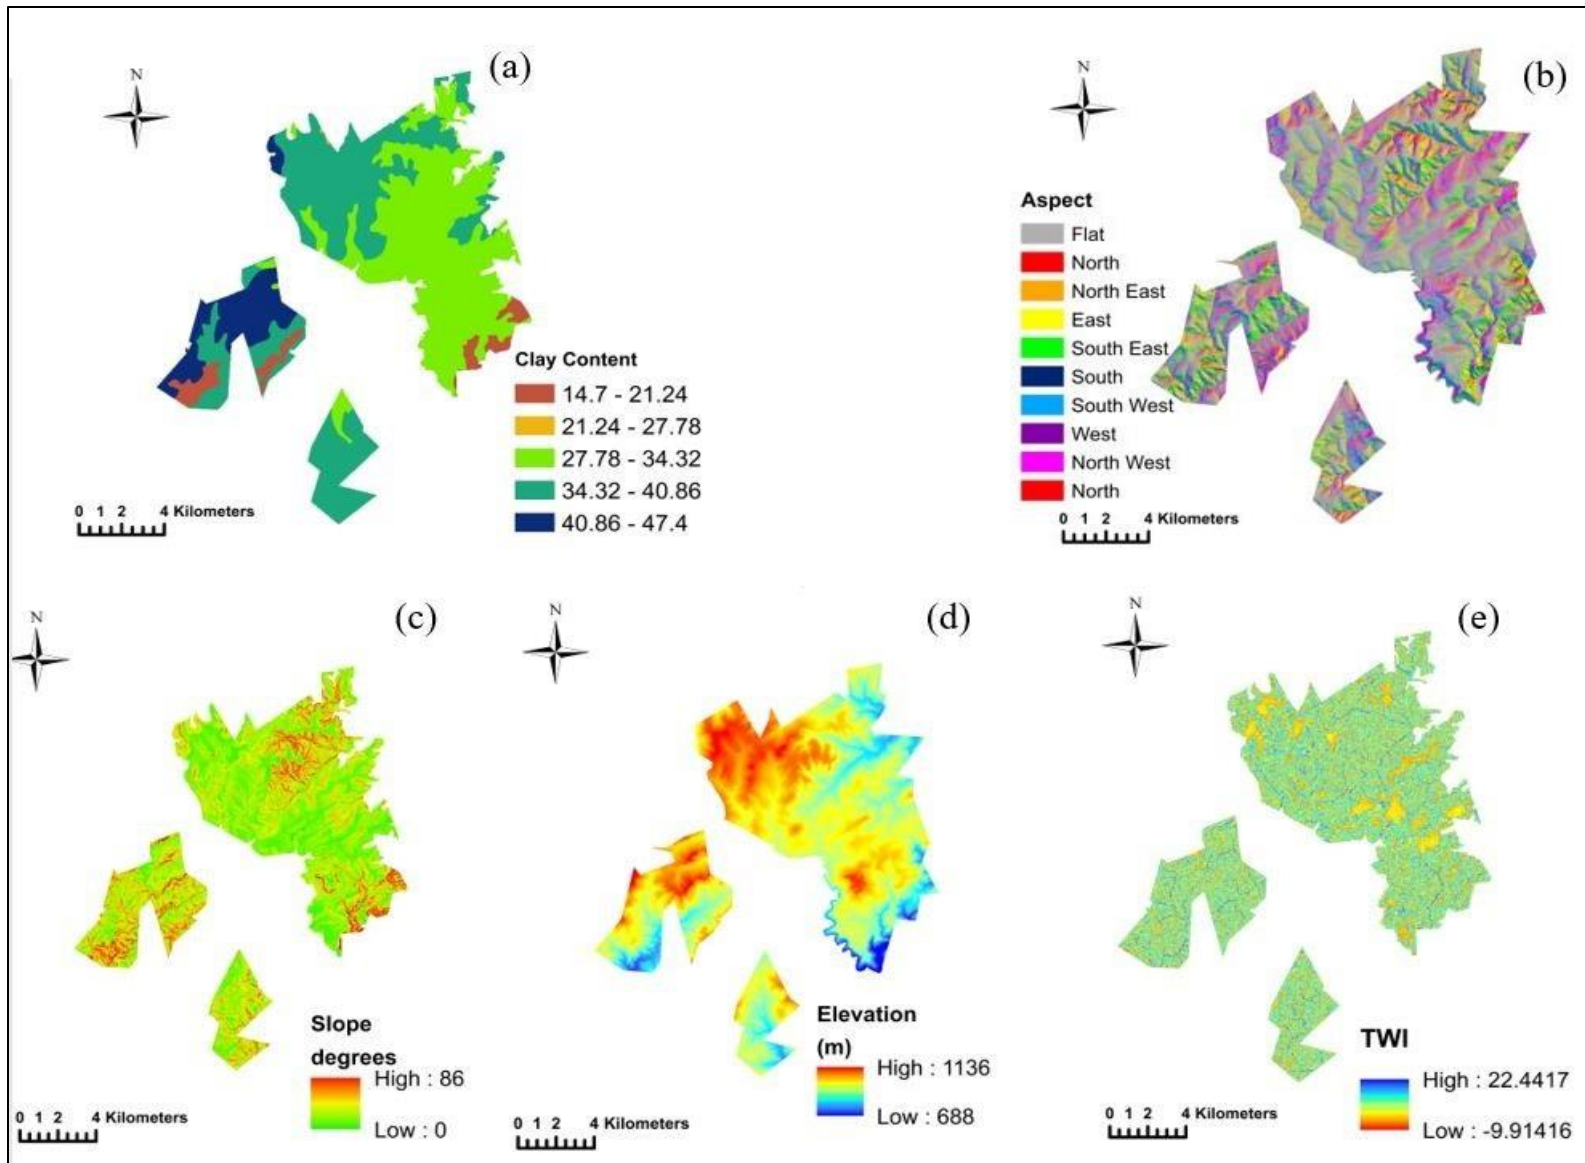 (a)
N
Clay Content
14.7 - 21.24
21.24 - 27.78
27.78 - 34.32
34.32 - 40.86
40.86 - 47.4
0 1 2 4 Kilometers
(b)
N
Aspect
Flat
North
North East
East
South East
South
South West
West
North West
North
0 1 2 4 Kilometers
(c)
N
Slope
degrees
High : 86
Low : 0
0 1 2 4 Kilometers
(d)
N
Elevation
(m)
High : 1136
Low : 688
0 1 2 4 Kilometers
(e)
N
TWI
High : 22.4417
Low : -9.91416
0 1 2 4 Kilometers